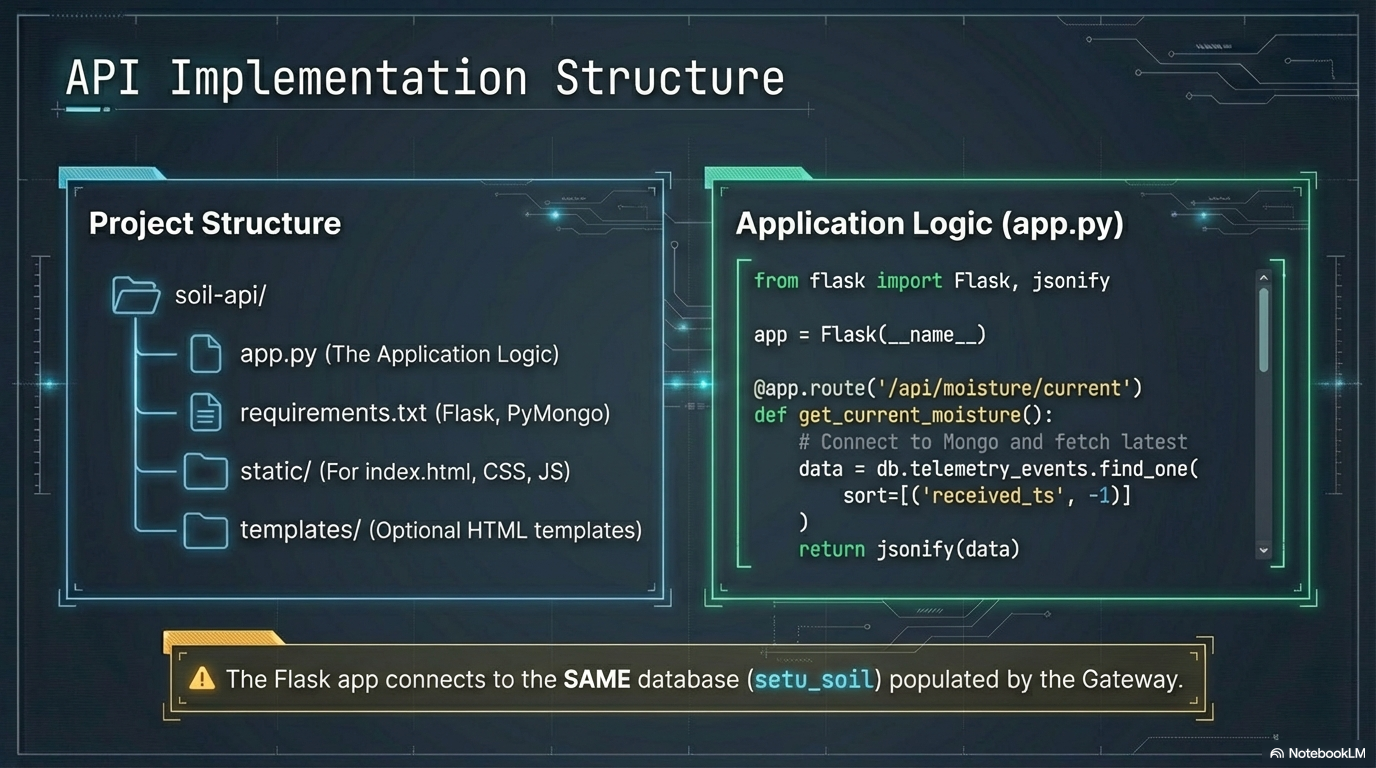 API Implementation Structure
Project Structure
soil-api/
app.py (The Application Logic)
requirements.txt (Flask, PyMongo)
static/ (For index.html, CSS, JS)
templates/ (Optional HTML templates)
Application Logic (app.py)
from flask import Flask, jsonify
app = Flask(__name__)
@app.route('/api/moisture/current')
def get_current_moisture():
    # Connect to Mongo and fetch latest
    data = db.telemetry_events.find_one(
        sort=[('received_ts', -1)]
    )
    return jsonify(data)
The Flask app connects to the SAME database (setu_soil) populated by the Gateway.
NotebookLM